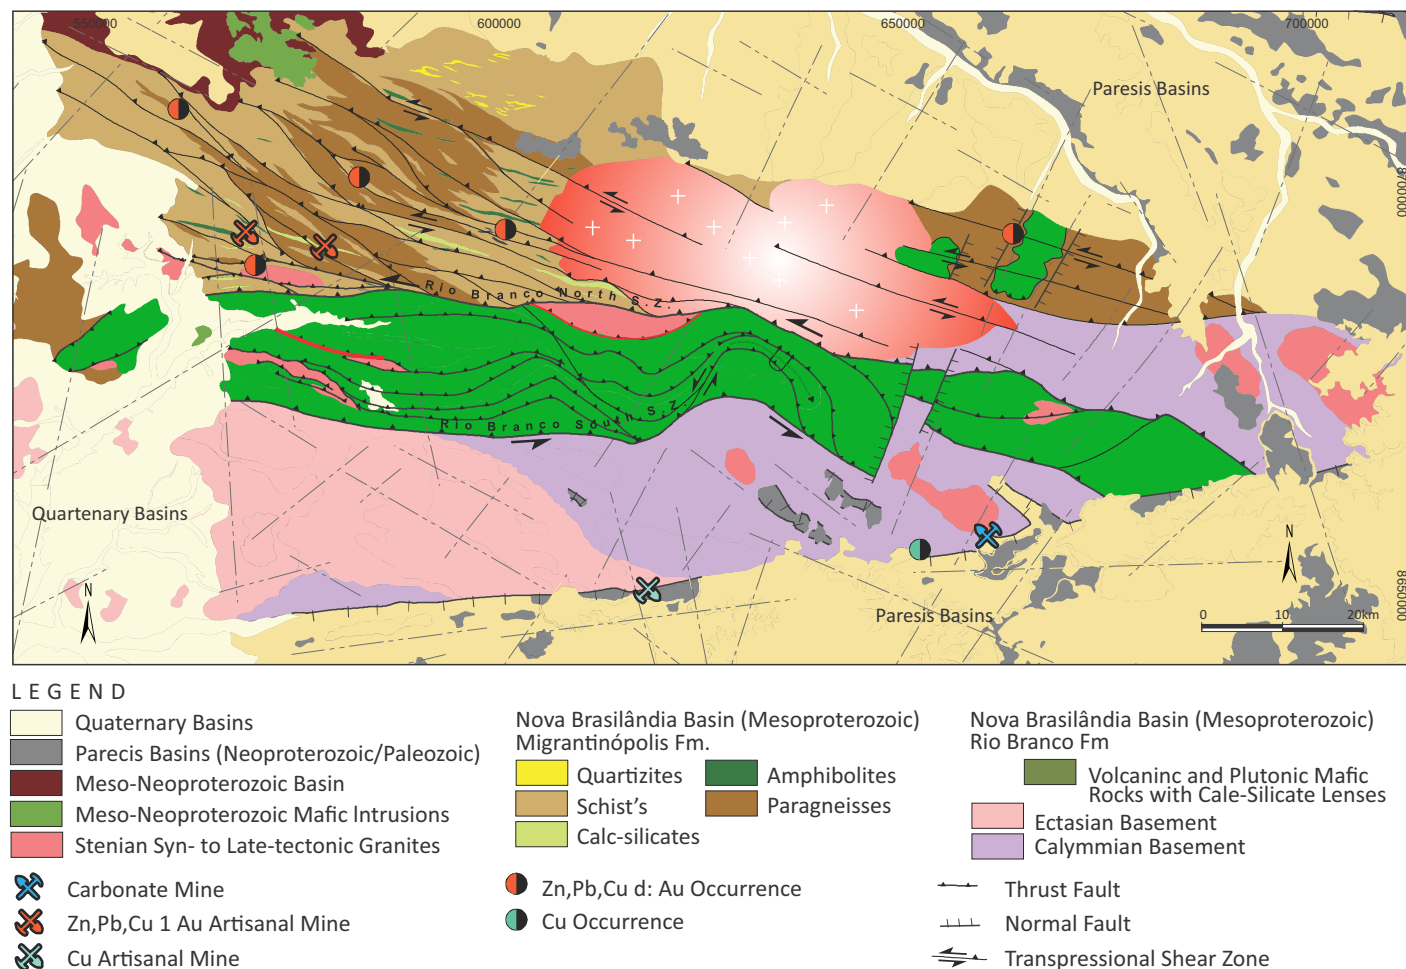 550000
600000
650000
700000
Paresis Basins
8700000
Rio Branco North S.Z.
Rio Branco South S.Z.
Quartenary Basins
N
N
Paresis Basins
0 10 20km
8650000
LEGEND
Quaternary Basins
Parecis Basins (Neoproterozoic/Paleozoic)
Meso-Neoproterozoic Basin
Meso-Neoproterozoic Mafic Intrusions
Stenian Syn- to Late-tectonic Granites
Carbonate Mine
Zn,Pb,Cu 1 Au Artisanal Mine
Cu Artisanal Mine
Nova Brasilândia Basin (Mesoproterozoic)
Migrantinópolis Fm.
Quartizites
Schist's
Calc-silicates
Amphibolites
Paragneisses
Zn,Pb,Cu d: Au Occurrence
Cu Occurrence
Nova Brasilândia Basin (Mesoproterozoic)
Rio Branco Fm
Volcaninc and Plutonic Mafic
Rocks with Cale-Silicate Lenses
Ectasian Basement
Calymmian Basement
Thrust Fault
Normal Fault
Transpressional Shear Zone